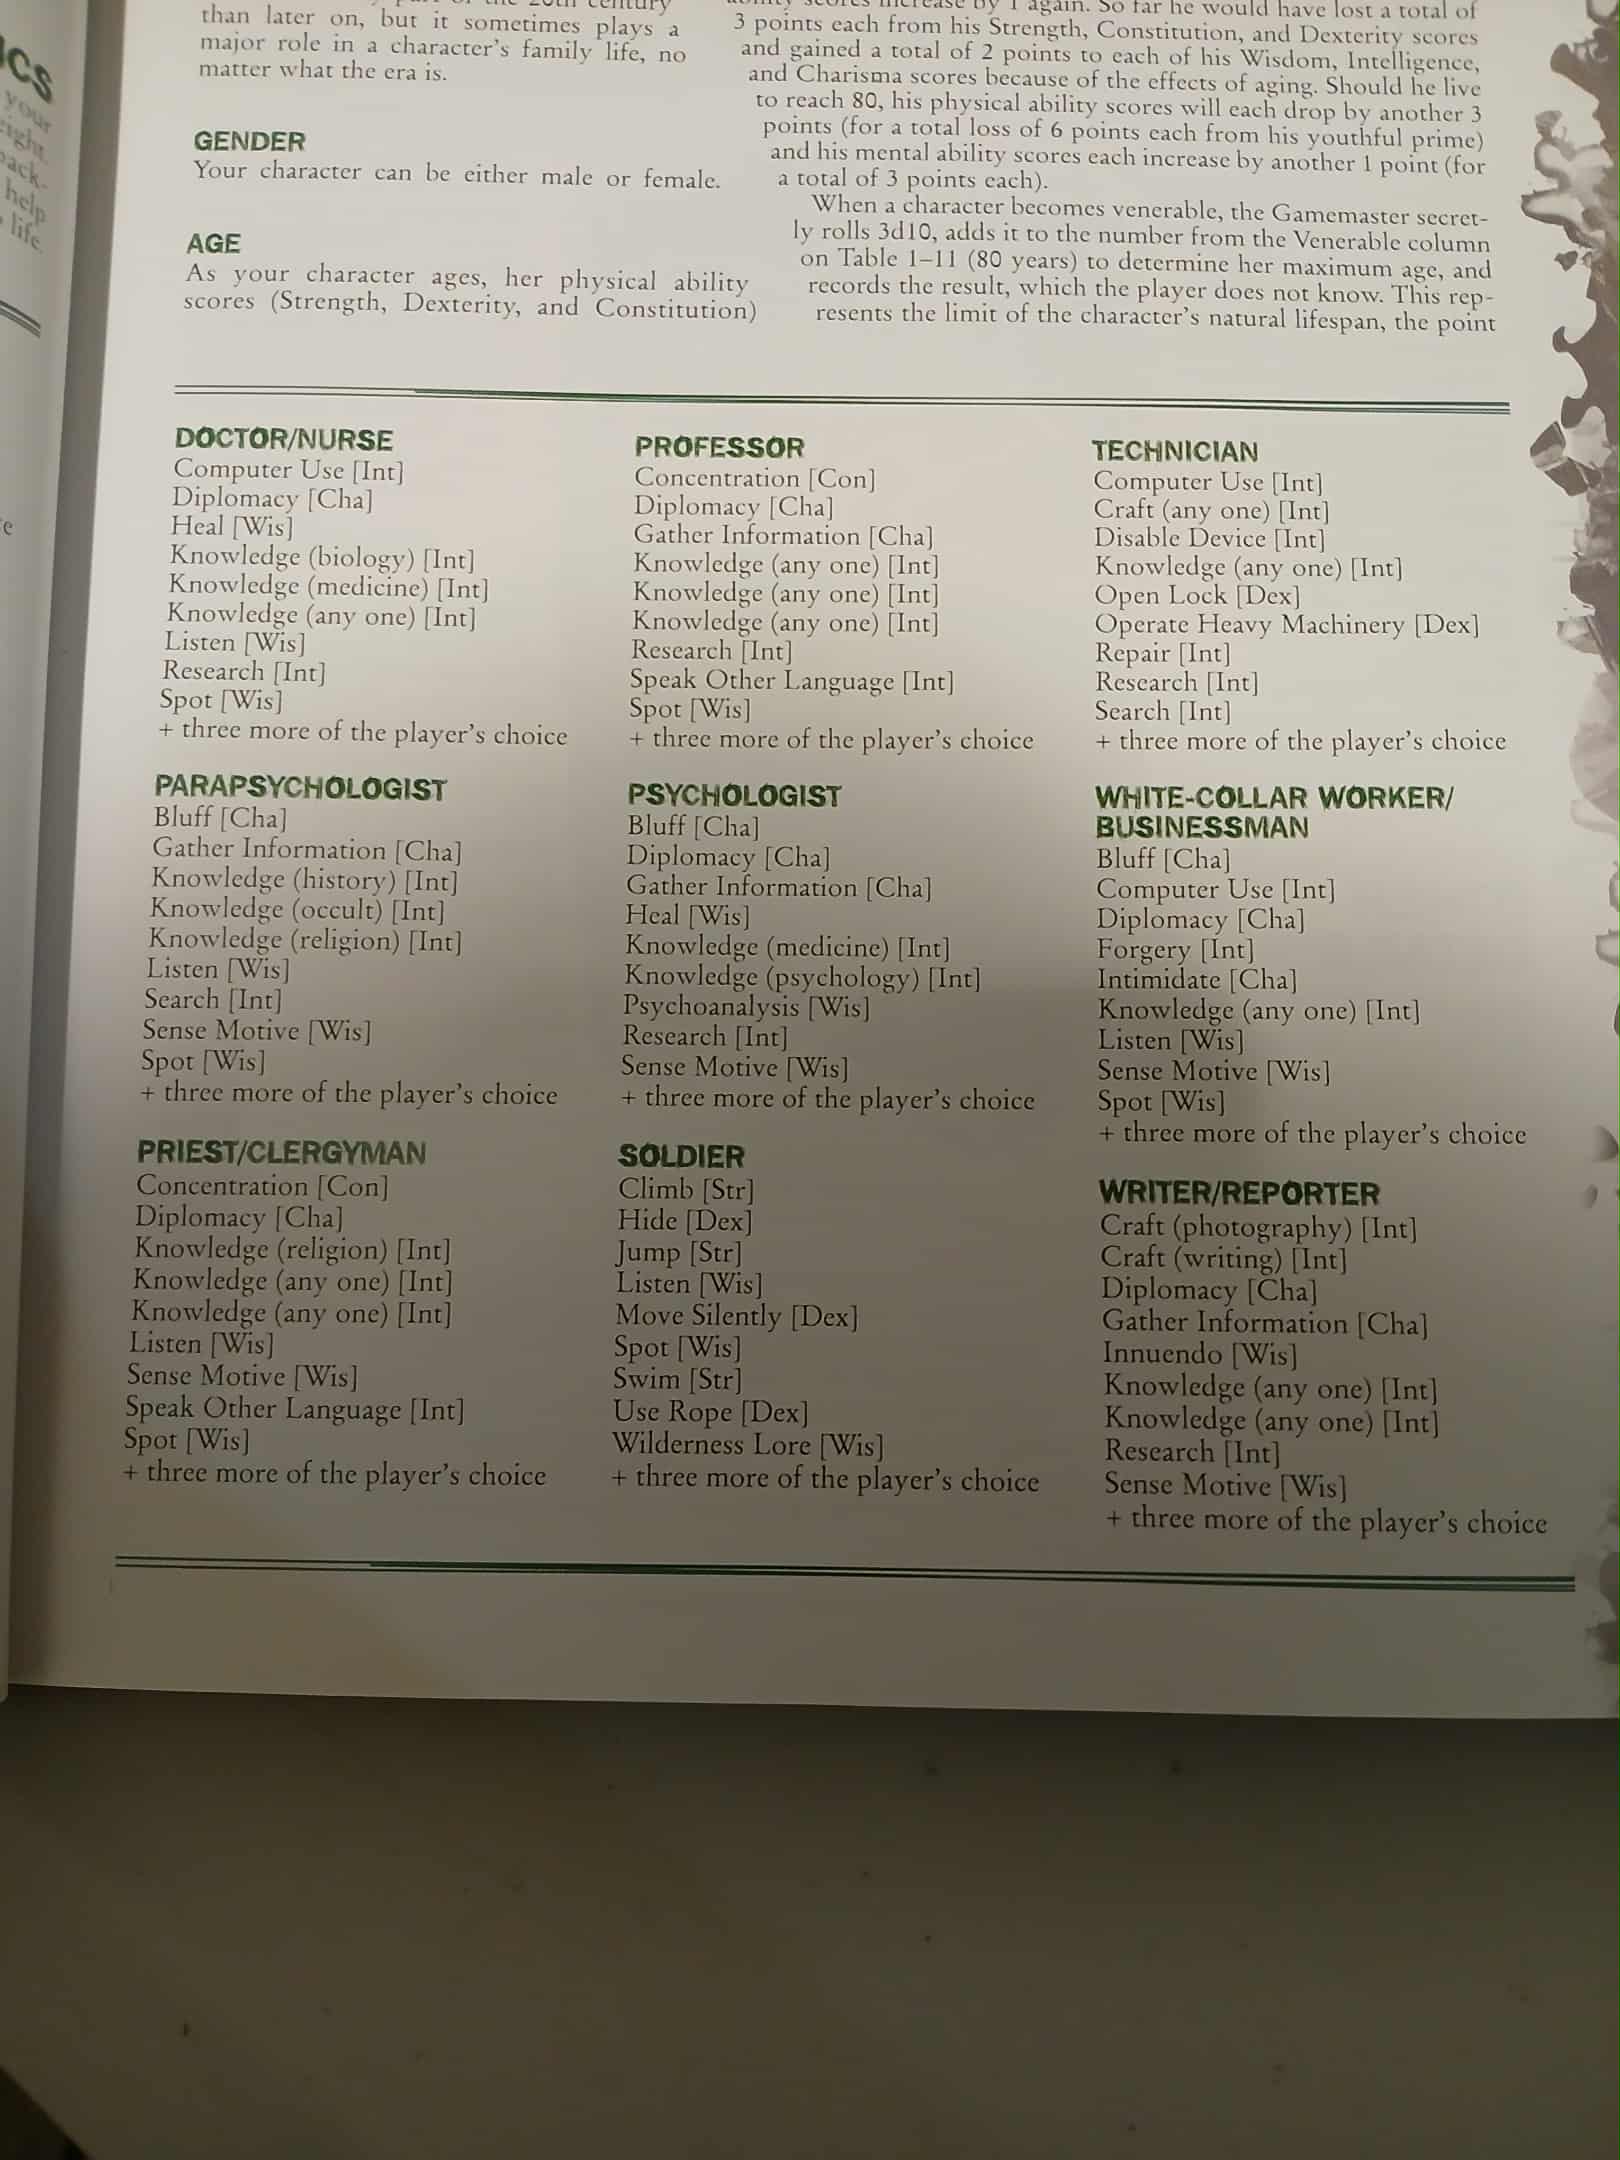 ICS
your
eight.
back-
help
life.
than later on, but it sometimes plays a
major role in a character's family life, no
matter what the era is.
GENDER
Your character can be either male or female.
AGE
As your character ages, her physical ability
scores (Strength, Dexterity, and Constitution)
ability scores increase by 1 again. So far he would have lost a total of
3 points each from his Strength, Constitution, and Dexterity scores
and gained a total of 2 points to each of his Wisdom, Intelligence,
and Charisma scores because of the effects of aging. Should he live
to reach 80, his physical ability scores will each drop by another 3
points (for a total loss of 6 points each from his youthful prime)
and his mental ability scores each increase by another 1 point (for
a total of 3 points each).
When a character becomes venerable, the Gamemaster secret-
ly rolls 3d10, adds it to the number from the Venerable column
on Table 1–11 (80 years) to determine her maximum age, and
records the result, which the player does not know. This rep-
resents the limit of the character's natural lifespan, the point
DOCTOR/NURSE
Computer Use [Int]
Diplomacy [Cha]
Heal [Wis]
Knowledge (biology) [Int]
Knowledge (medicine) [Int]
Knowledge (any one) [Int]
Listen [Wis]
Research [Int]
Spot [Wis]
+ three more of the player's choice
PARAPSYCHOLOGIST
Bluff [Cha]
Gather Information [Cha]
Knowledge (history) [Int]
Knowledge (occult) [Int]
Knowledge (religion) [Int]
Listen [Wis]
Search [Int]
Sense Motive [Wis]
Spot [Wis]
+ three more of the player's choice
PRIEST/CLERGYMAN
Concentration [Con]
Diplomacy [Cha]
Knowledge (religion) [Int]
Knowledge (any one) [Int]
Knowledge (any one) [Int]
Listen [Wis]
Sense Motive [Wis]
Speak Other Language [Int]
Spot [Wis]
+ three more of the player's choice
PROFESSOR
Concentration [Con]
Diplomacy [Cha]
Gather Information [Cha]
Knowledge (any one) [Int]
Knowledge (any one) [Int]
Knowledge (any one) [Int]
Research [Int]
Speak Other Language [Int]
Spot [Wis]
+ three more of the player's choice
PSYCHOLOGIST
Bluff [Cha]
Diplomacy [Cha]
Gather Information [Cha]
Heal [Wis]
Knowledge (medicine) [Int]
Knowledge (psychology) [Int]
Psychoanalysis [Wis]
Research [Int]
Sense Motive [Wis]
+ three more of the player's choice
SOLDIER
Climb [Str]
Hide [Dex]
Jump [Str]
Listen [Wis]
Move Silently [Dex]
Spot [Wis]
Swim [Str]
Use Rope [Dex]
Wilderness Lore [Wis]
+ three more of the player's choice
TECHNICIAN
Computer Use [Int]
Craft (any one) [Int]
Disable Device [Int]
Knowledge (any one) [Int]
Open Lock [Dex]
Operate Heavy Machinery [Dex]
Repair [Int]
Research [Int]
Search [Int]
+ three more of the player's choice
WHITE-COLLAR WORKER/
BUSINESSMAN
Bluff [Cha]
Computer Use [Int]
Diplomacy [Cha]
Forgery [Int]
Intimidate [Cha]
Knowledge (any one) [Int]
Listen [Wis]
Sense Motive [Wis]
Spot [Wis]
+ three more of the player's choice
WRITER/REPORTER
Craft (photography) [Int]
Craft (writing) [Int]
Diplomacy [Cha]
Gather Information [Cha]
Innuendo [Wis]
Knowledge (any one) [Int]
Knowledge (any one) [Int]
Research [Int]
Sense Motive [Wis]
+ three more of the player's choice